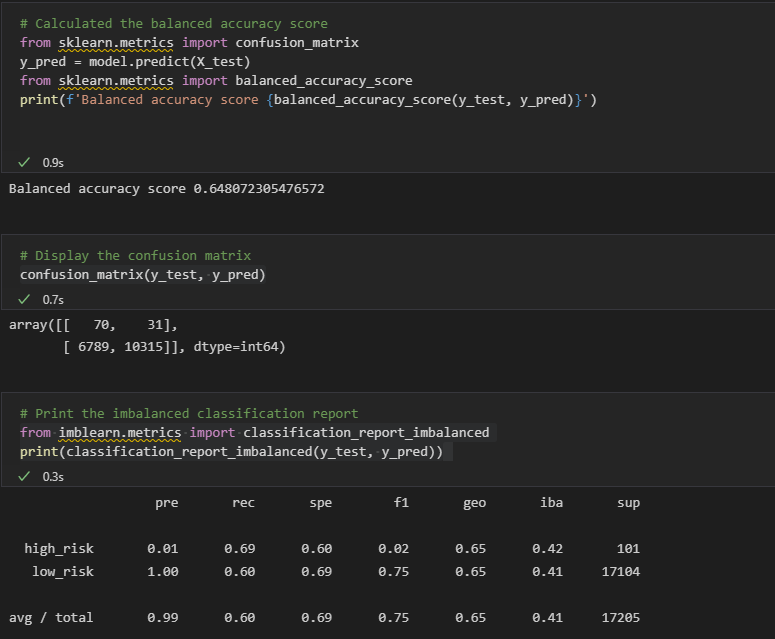 # Calculated the balanced accuracy score
from sklearn.metrics import confusion_matrix
y_pred = model.predict(X_test)
from sklearn.metrics import balanced_accuracy_score
print(f'Balanced accuracy score {balanced_accuracy_score(y_test, y_pred)}')
✓ 0.9s
Balanced accuracy score 0.648072305476572
# Display the confusion matrix
confusion_matrix(y_test, y_pred)
✓ 0.7s
array([[   70,    31],
       [ 6789, 10315]], dtype=int64)
# Print the imbalanced classification report
from imblearn.metrics import classification_report_imbalanced
print(classification_report_imbalanced(y_test, y_pred))
✓ 0.3s
pre rec spe f1 geo iba sup
high_risk 0.01 0.69 0.60 0.02 0.65 0.42 101
low_risk 1.00 0.60 0.69 0.75 0.65 0.41 17104
avg / total 0.99 0.60 0.69 0.75 0.65 0.41 17205